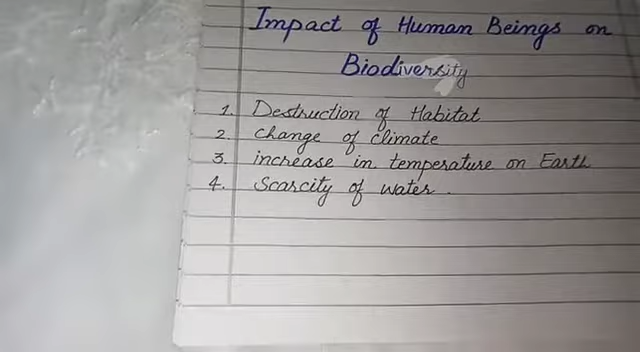 Impact of Human Beings on
Biodiversity
1. Destruction of Habitat
2. Change of climate
3. increase in temperature on Earth
4. Scarcity of water.